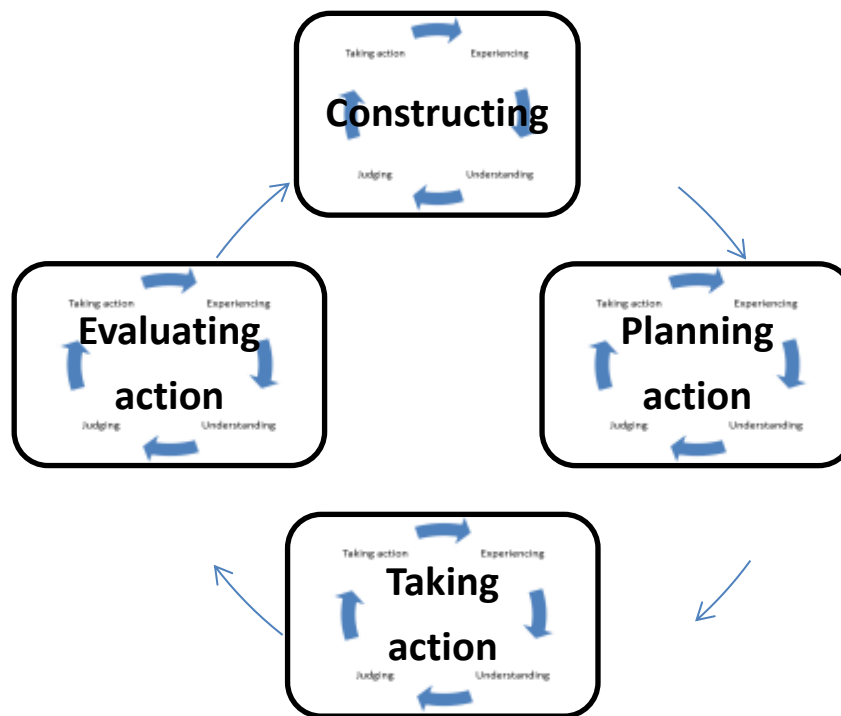 Taking action Experiencing
Constructing
Judging Understanding
Taking action Experiencing
Evaluating
action
Judging Understanding
Taking action Experiencing
Planning
action
Judging Understanding
Taking action Experiencing
Taking
action
Judging Understanding